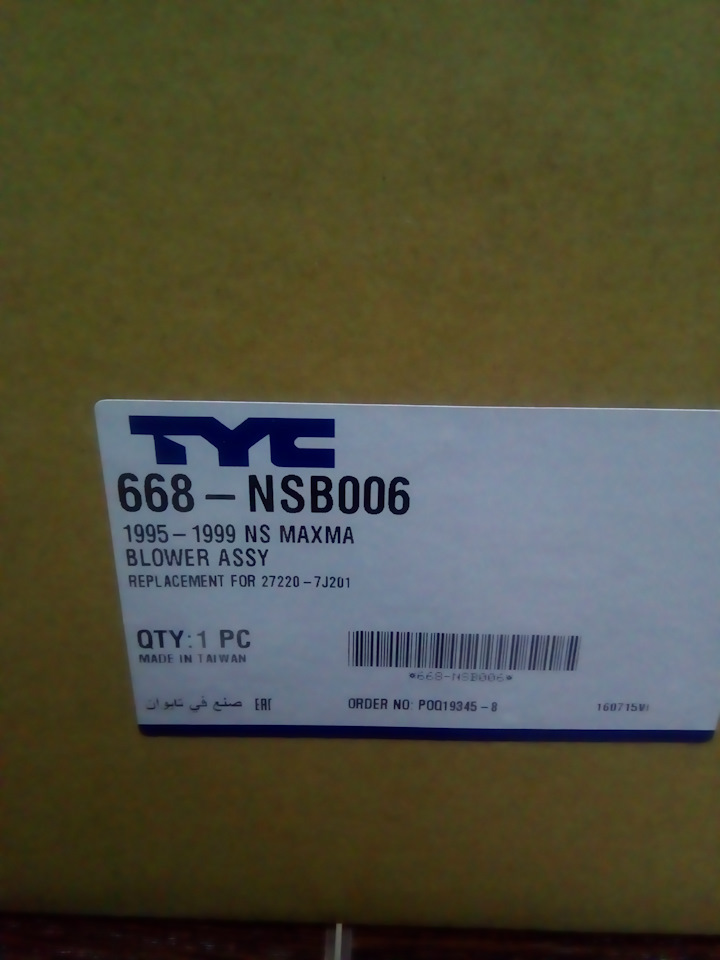 TYC
668-NSB006
1995-1999 NS MAXMA
BLOWER ASSY
REPLACEMENT FOR 27220-7J201
QTY:1 PC
MADE IN TAIWAN
*668-NSB006*
صنع في تايوان EAC ORDER NO: P0Q19345-8